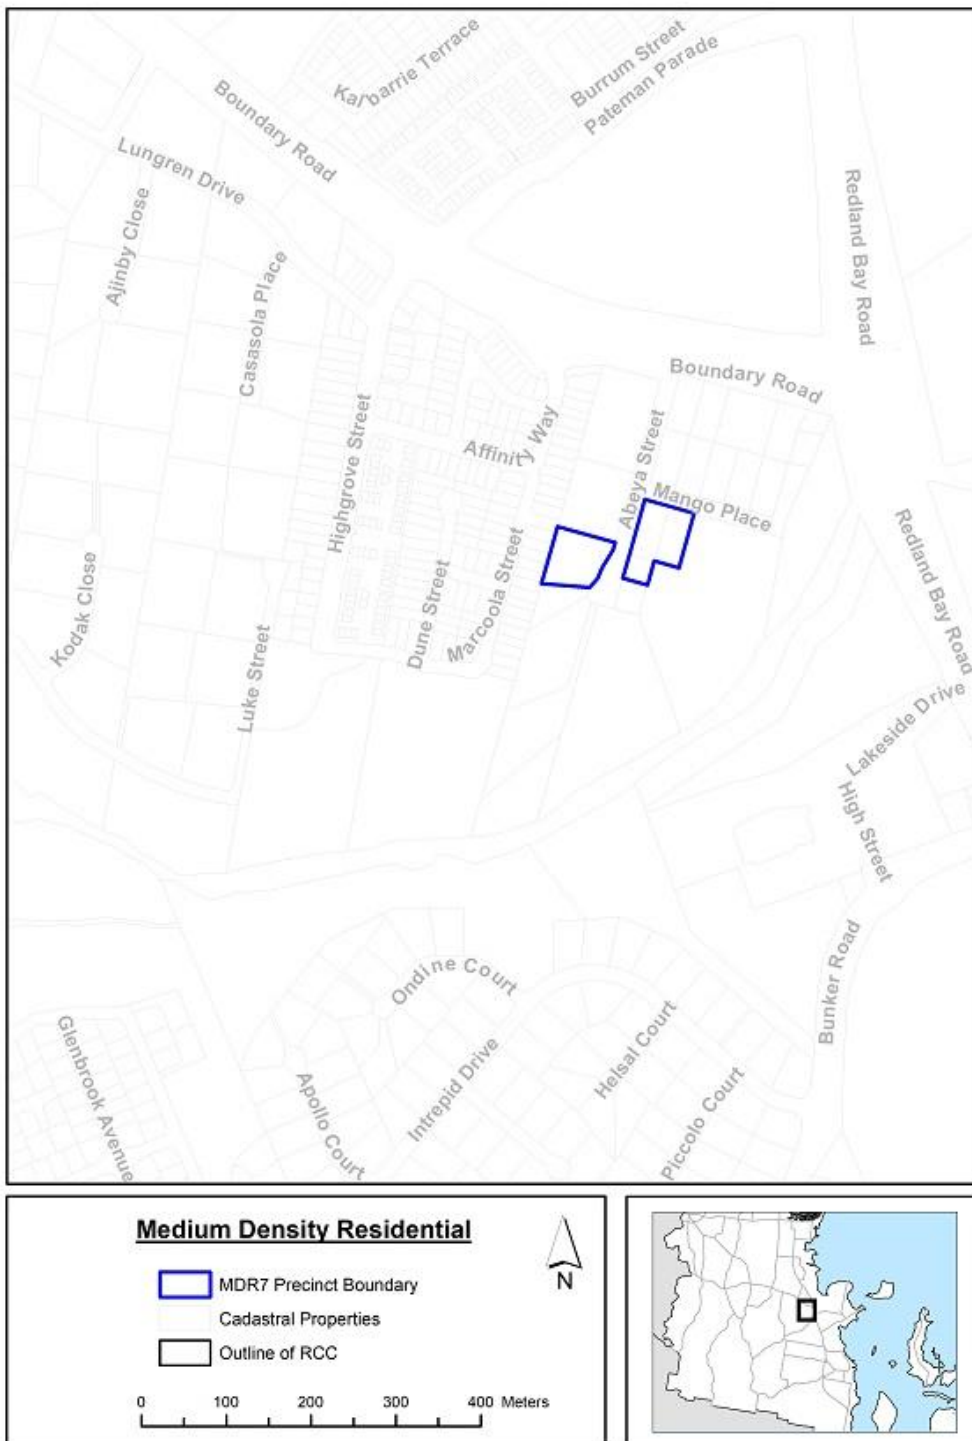 Kalbarrie Terrace
Burrum Street
Pateman Parade
Boundary Road
Lungren Drive
Ajinby Close
Casasola Place
Redland Bay Road
Boundary Road
Highgrove Street
Affinity Way
Abeya Street
Mango Place
Redland Bay Road
Kodak Close
Luke Street
Dune Street
Marcoola Street
Lakeside Drive
High Street
Bunker Road
Ondine Court
Intrepid Drive
Helsal Court
Piccolo Court
Glenbrook Avenue
Apollo Court
Medium Density Residential
N
MDR7 Precinct Boundary
Cadastral Properties
Outline of RCC
0 100 200 300 400 Meters